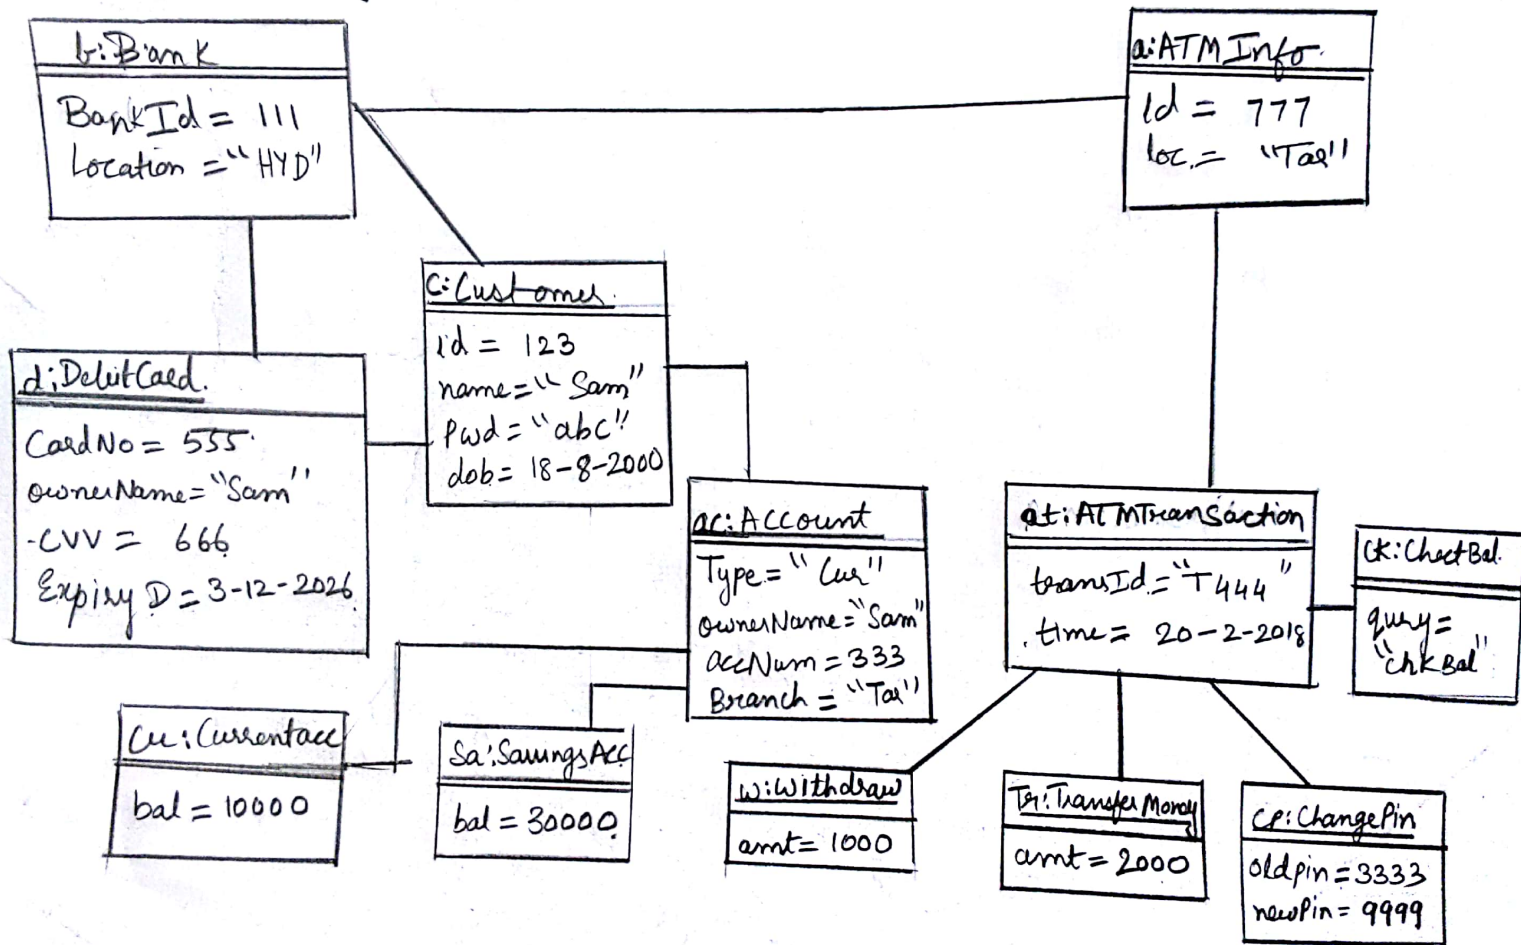 b:Bank
BankId = 111
Location = "HYD"
a:ATMInfo
Id = 777
loc. = "Tar"
c:Customer
id = 123
name = "Sam"
Pwd = "abc"
dob = 18-8-2000
d:DebitCard.
CardNo = 555
ownerName = "Sam"
CVV = 666
Expiry D = 3-12-2026
ac:Account
Type = "Cur"
ownerName = "Sam"
accNum = 333
Branch = "Tar"
at:ATMTransaction
transId = "T444"
time = 20-2-2018
CK:ChectBal.
query =
"chkBal"
Cu:Currentacc
bal = 10000
Sa:SavingsAcc
bal = 30000
w:Withdraw
amt = 1000
Tr:TransferMoney
amt = 2000
CP:ChangePin
oldpin = 3333
newPin = 9999